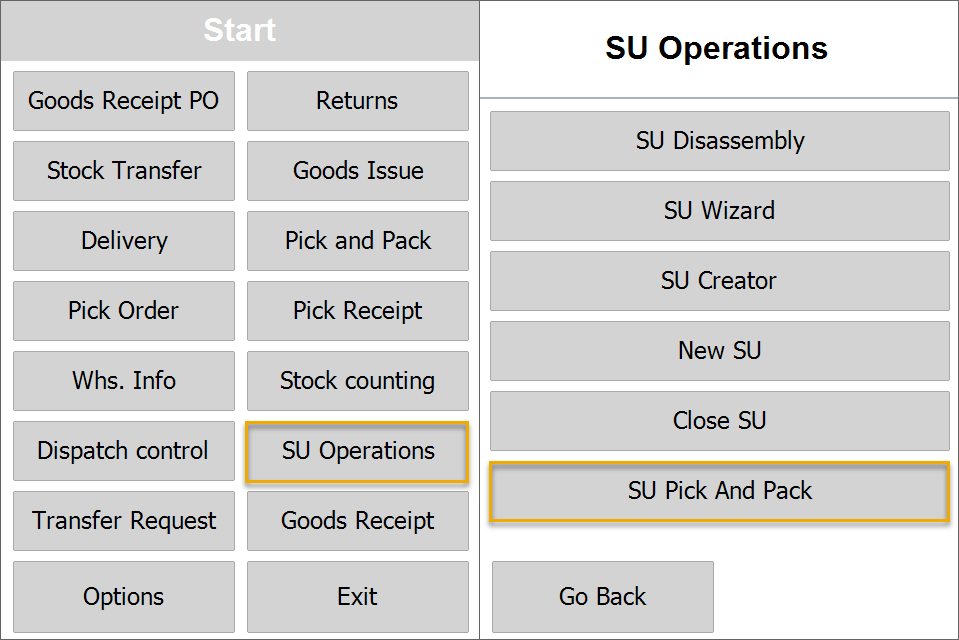 Start
Goods Receipt PO
Returns
Stock Transfer
Goods Issue
Delivery
Pick and Pack
Pick Order
Pick Receipt
Whs. Info
Stock counting
Dispatch control
SU Operations
Transfer Request
Goods Receipt
Options
Exit
SU Operations
SU Disassembly
SU Wizard
SU Creator
New SU
Close SU
SU Pick And Pack
Go Back